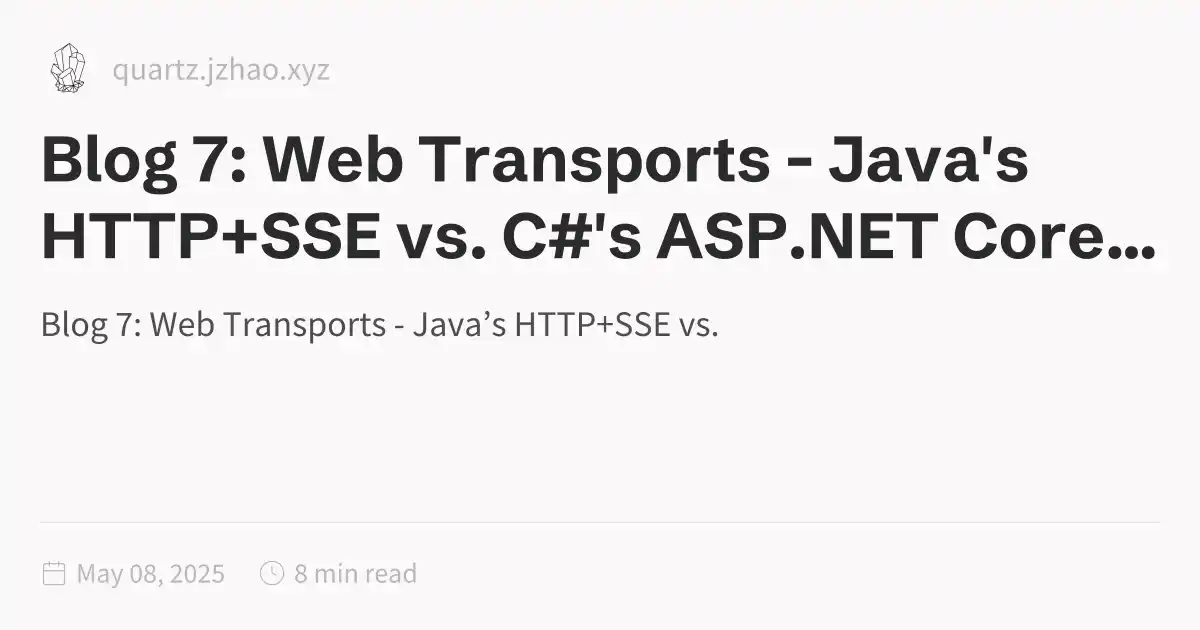 quartz.jzhao.xyz
Blog 7: Web Transports - Java's
HTTP+SSE vs. C#'s ASP.NET Core...
Blog 7: Web Transports - Java’s HTTP+SSE vs.
May 08, 2025 8 min read